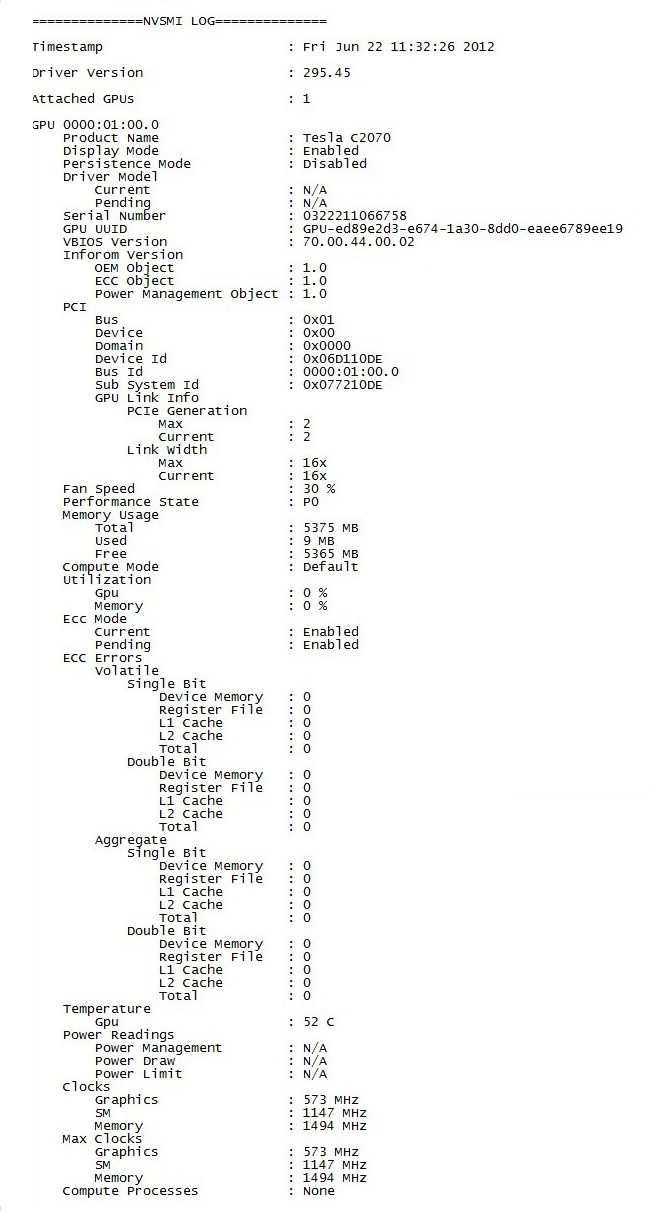 ==============NVSMI LOG==============
Timestamp                       : Fri Jun 22 11:32:26 2012
Driver Version                  : 295.45
Attached GPUs                   : 1
GPU 0000:01:00.0
    Product Name                : Tesla C2070
    Display Mode                : Enabled
    Persistence Mode            : Disabled
    Driver Model
        Current                 : N/A
        Pending                 : N/A
    Serial Number               : 0322211066758
    GPU UUID                    : GPU-ed89e2d3-e674-1a30-8dd0-eaee6789ee19
    VBIOS Version               : 70.00.44.00.02
    Inforom Version
        OEM Object              : 1.0
        ECC Object              : 1.0
        Power Management Object : 1.0
    PCI
        Bus                     : 0x01
        Device                  : 0x00
        Domain                  : 0x0000
        Device Id               : 0x06D110DE
        Bus Id                  : 0000:01:00.0
        Sub System Id           : 0x077210DE
        GPU Link Info
            PCIe Generation
                Max             : 2
                Current         : 2
            Link Width
                Max             : 16x
                Current         : 16x
    Fan Speed                   : 30 %
    Performance State           : P0
    Memory Usage
        Total                   : 5375 MB
        Used                    : 9 MB
        Free                    : 5365 MB
    Compute Mode                : Default
    Utilization
        Gpu                     : 0 %
        Memory                  : 0 %
    Ecc Mode
        Current                 : Enabled
        Pending                 : Enabled
    ECC Errors
        Volatile
            Single Bit
                Device Memory   : 0
                Register File   : 0
                L1 Cache        : 0
                L2 Cache        : 0
                Total           : 0
            Double Bit
                Device Memory   : 0
                Register File   : 0
                L1 Cache        : 0
                L2 Cache        : 0
                Total           : 0
        Aggregate
            Single Bit
                Device Memory   : 0
                Register File   : 0
                L1 Cache        : 0
                L2 Cache        : 0
                Total           : 0
            Double Bit
                Device Memory   : 0
                Register File   : 0
                L1 Cache        : 0
                L2 Cache        : 0
                Total           : 0
    Temperature
        Gpu                     : 52 C
    Power Readings
        Power Management        : N/A
        Power Draw              : N/A
        Power Limit             : N/A
    Clocks
        Graphics                : 573 MHz
        SM                      : 1147 MHz
        Memory                  : 1494 MHz
    Max Clocks
        Graphics                : 573 MHz
        SM                      : 1147 MHz
        Memory                  : 1494 MHz
    Compute Processes           : None